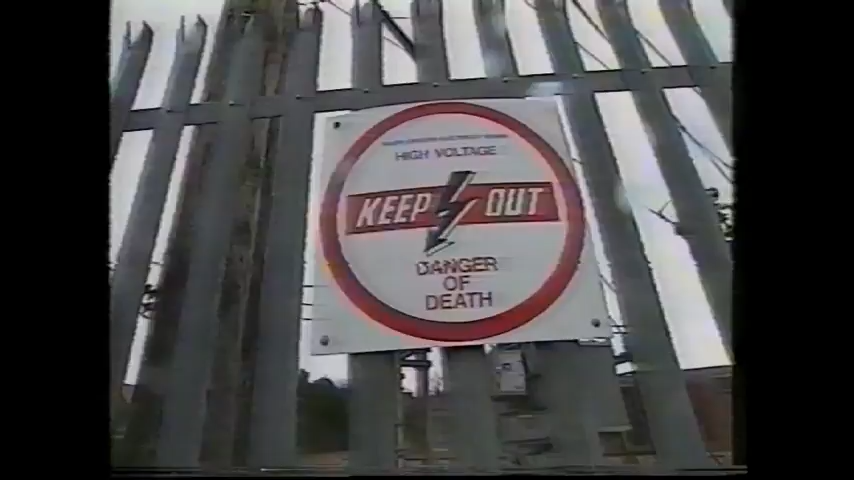 HIGH VOLTAGE
KEEP OUT
DANGER
OF
DEATH